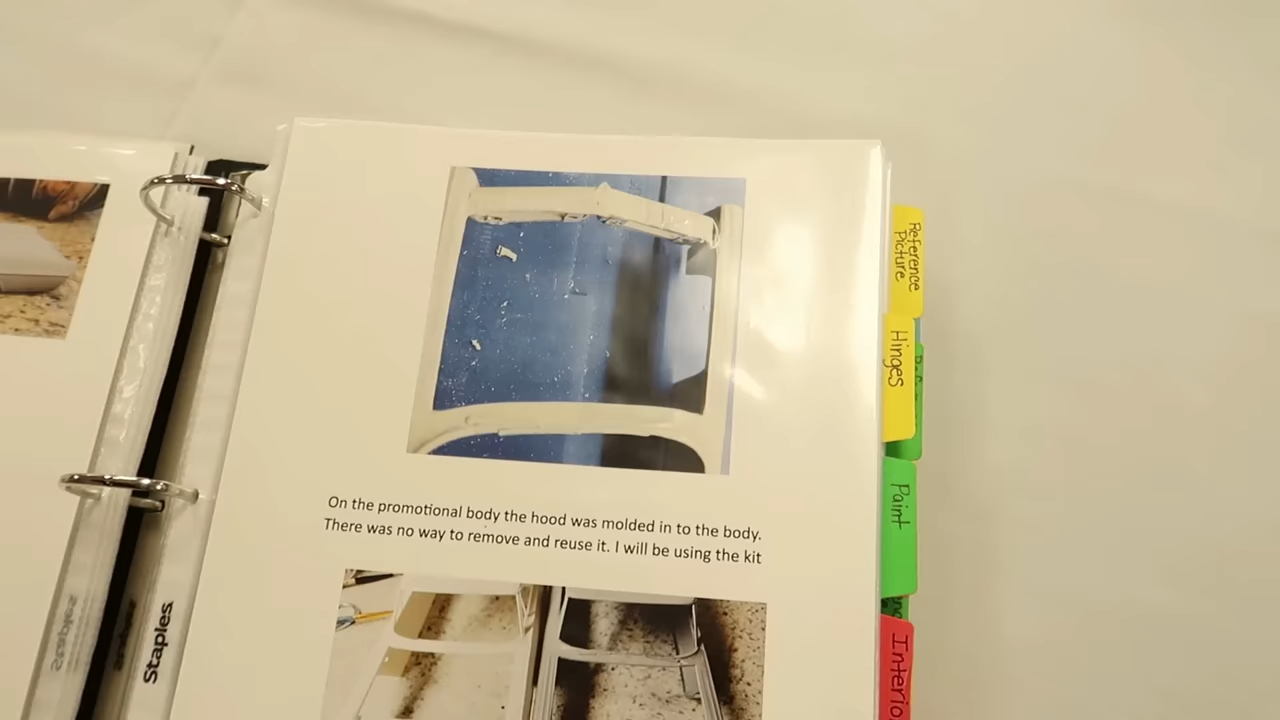 Reference
Picture
Hinges
Paint
Interio
On the promotional body the hood was molded in to the body.
There was no way to remove and reuse it. I will be using the kit
Staples